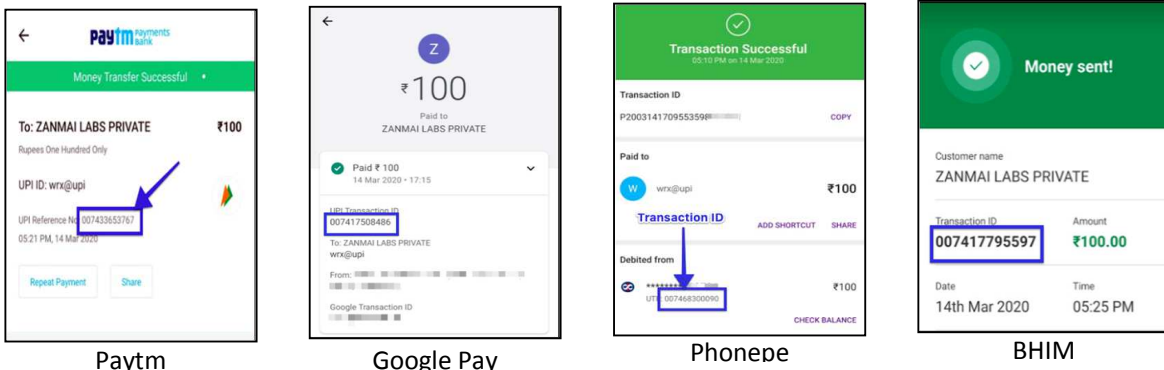 Paytm Payments Bank
Money Transfer Successful
To: ZANMAI LABS PRIVATE ₹100
Rupees One Hundred Only
UPI ID: wrx@upi
UPI Reference No: 007433653767
05:21 PM, 14 Mar 2020
Repeat Payment Share
Paytm
Z
₹100
Paid to
ZANMAI LABS PRIVATE
Paid ₹ 100
14 Mar 2020 • 17:15
UPI Transaction ID
007417508486
To: ZANMAI LABS PRIVATE
wrx@upi
From:
Google Transaction ID
Google Pay
Transaction Successful
05:10 PM on 14 Mar 2020
Transaction ID
COPY
Paid to
W wrx@upi ₹100
Transaction ID
ADD SHORTCUT SHARE
Debited from
₹100
007468300090
CHECK BALANCE
Phonepe
Money sent!
Customer name
ZANMAI LABS PRIVATE
Transaction ID Amount
007417795597 ₹100.00
Date Time
14th Mar 2020 05:25 PM
BHIM